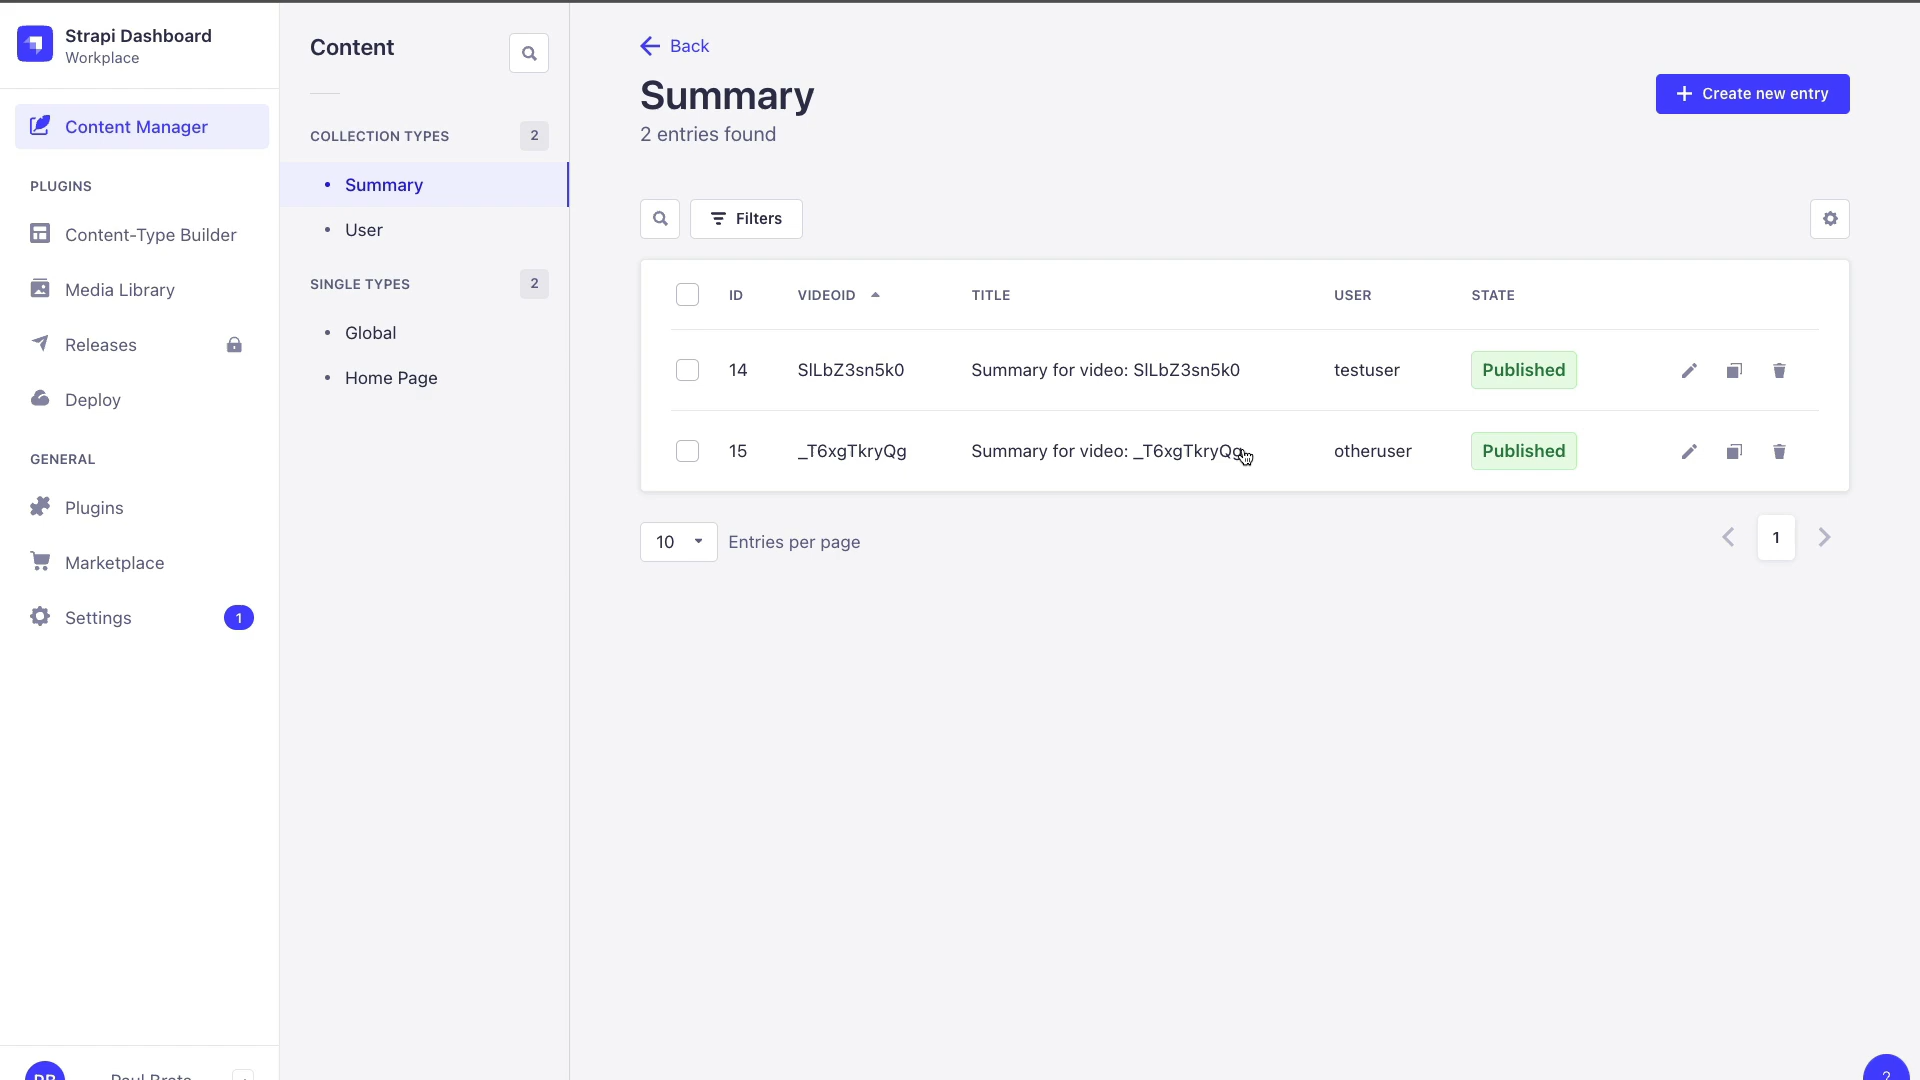 Strapi Dashboard
Workplace
Content Manager
PLUGINS
Content-Type Builder
Media Library
Releases
Deploy
GENERAL
Plugins
Marketplace
Settings 1
Content
COLLECTION TYPES 2
Summary
User
SINGLE TYPES 2
Global
Home Page
Back
Summary
2 entries found
Create new entry
Filters
ID VIDEOID TITLE USER STATE
14 SlLbZ3sn5k0 Summary for video: SlLbZ3sn5k0 testuser Published
15 _T6xgTkryQg Summary for video: _T6xgTkryQg otheruser Published
10 Entries per page
1